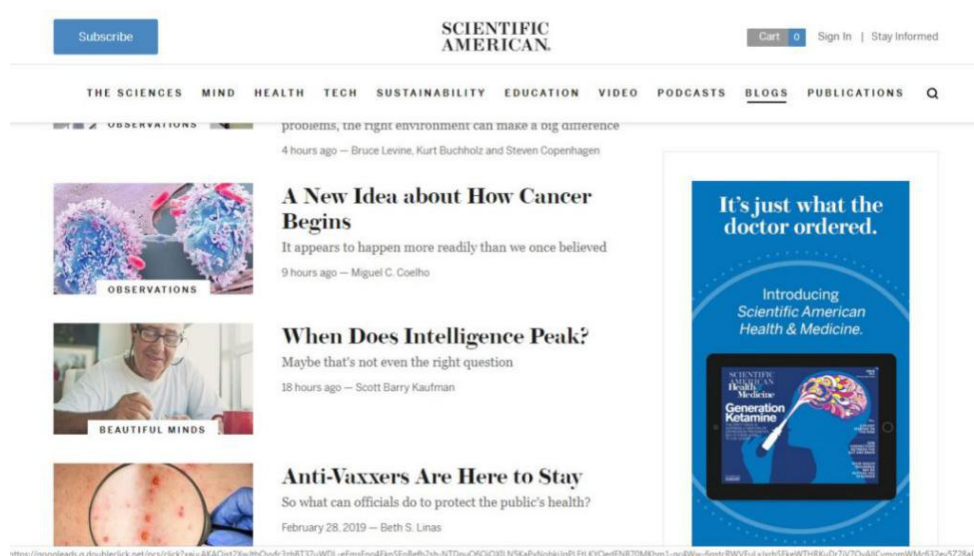 Subscribe
SCIENTIFIC
AMERICAN.
Cart 0 Sign In | Stay Informed
THE SCIENCES MIND HEALTH TECH SUSTAINABILITY EDUCATION VIDEO PODCASTS BLOGS PUBLICATIONS
OBSERVATIONS
problems, the right environment can make a big difference
4 hours ago — Bruce Levine, Kurt Buchholz and Steven Copenhagen
A New Idea about How Cancer
Begins
It appears to happen more readily than we once believed
9 hours ago — Miguel C. Coelho
OBSERVATIONS
When Does Intelligence Peak?
Maybe that's not even the right question
18 hours ago — Scott Barry Kaufman
BEAUTIFUL MINDS
Anti-Vaxxers Are Here to Stay
So what can officials do to protect the public's health?
February 28, 2019 — Beth S. Linas
It's just what the
doctor ordered.
Introducing
Scientific American
Health & Medicine.
SCIENTIFIC
AMERICAN
Health &
Medicine
Generation
Ketamine